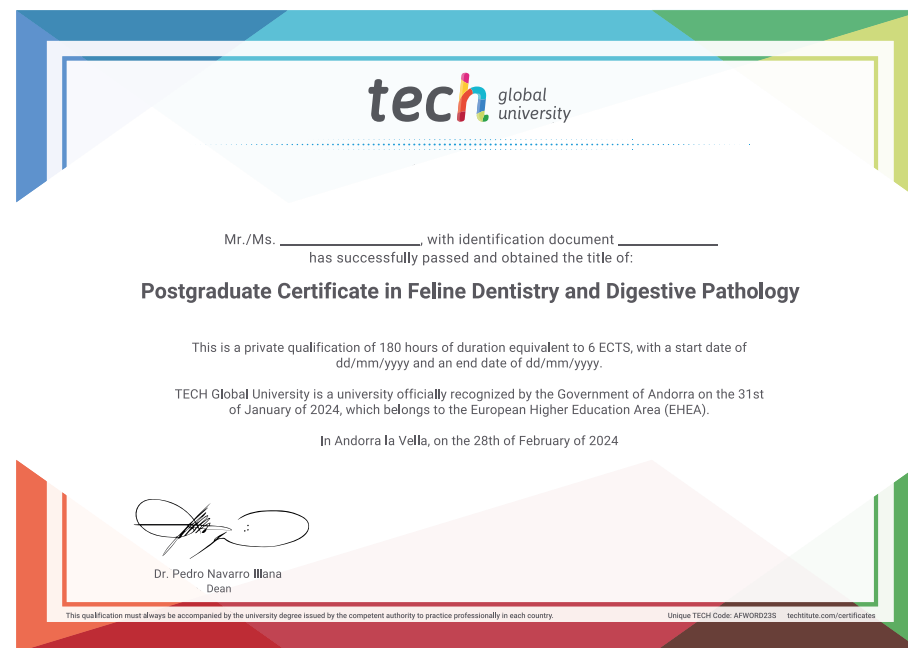 tech global university
Mr./Ms. ____________________, with identification document ______________
has successfully passed and obtained the title of:
Postgraduate Certificate in Feline Dentistry and Digestive Pathology
This is a private qualification of 180 hours of duration equivalent to 6 ECTS, with a start date of
dd/mm/yyyy and an end date of dd/mm/yyyy.
TECH Global University is a university officially recognized by the Government of Andorra on the 31st
of January of 2024, which belongs to the European Higher Education Area (EHEA).
In Andorra la Vella, on the 28th of February of 2024
Dr. Pedro Navarro Illana
Dean
This qualification must always be accompanied by the university degree issued by the competent authority to practice professionally in each country.
Unique TECH Code: AFWORD23S techtitute.com/certificates